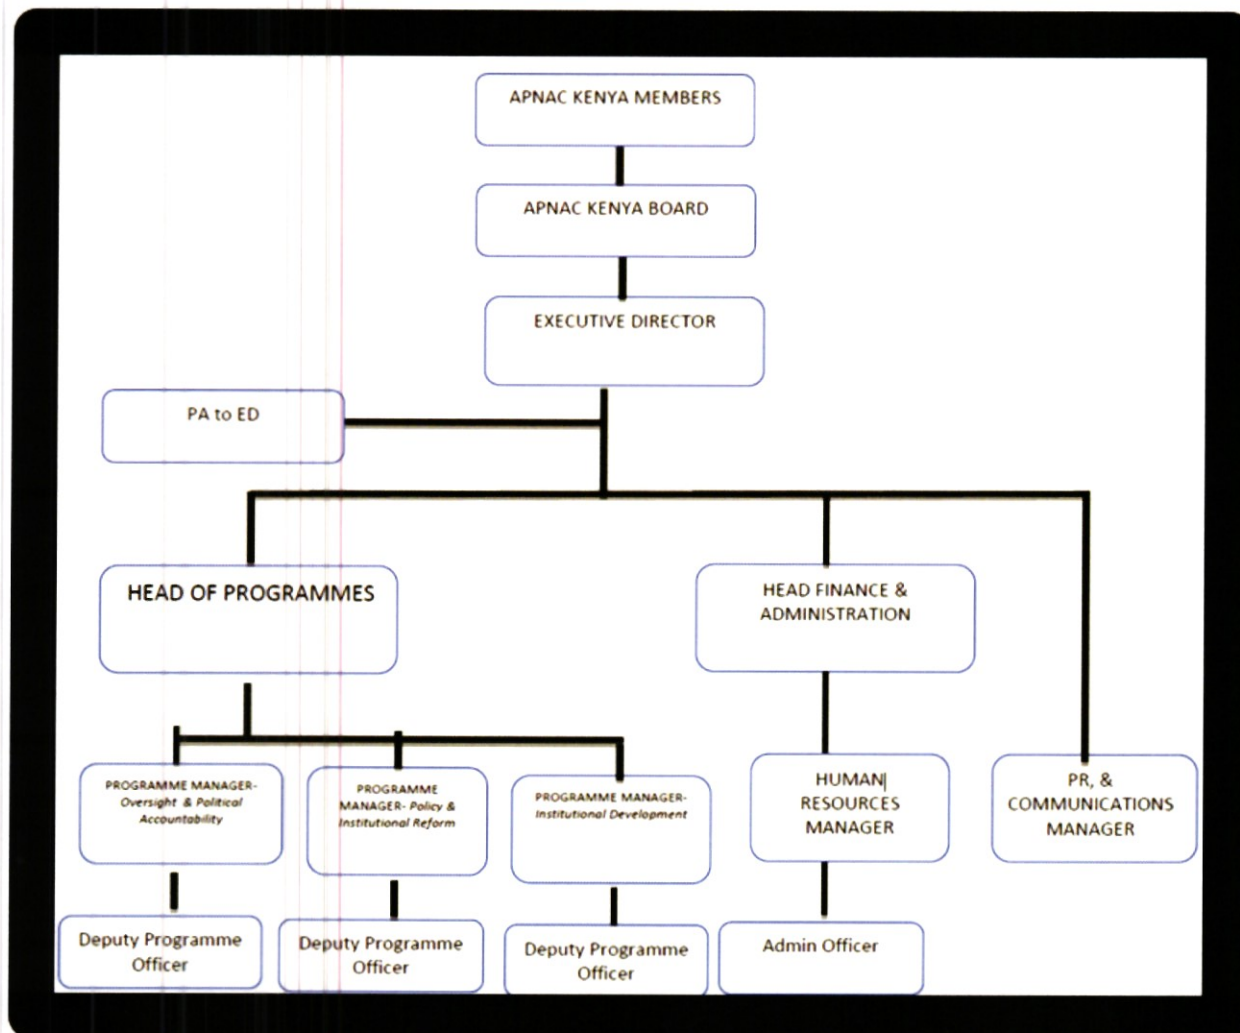 APNAC KENYA MEMBERS
APNAC KENYA BOARD
EXECUTIVE DIRECTOR
PA to ED
HEAD OF PROGRAMMES
HEAD FINANCE &
ADMINISTRATION
PROGRAMME MANAGER-
Oversight & Political
Accountability
PROGRAMME
MANAGER- Policy &
Institutional Reform
PROGRAMME MANAGER-
Institutional Development
HUMAN
RESOURCES
MANAGER
PR, &
COMMUNICATIONS
MANAGER
Deputy Programme
Officer
Deputy Programme
Officer
Deputy Programme
Officer
Admin Officer